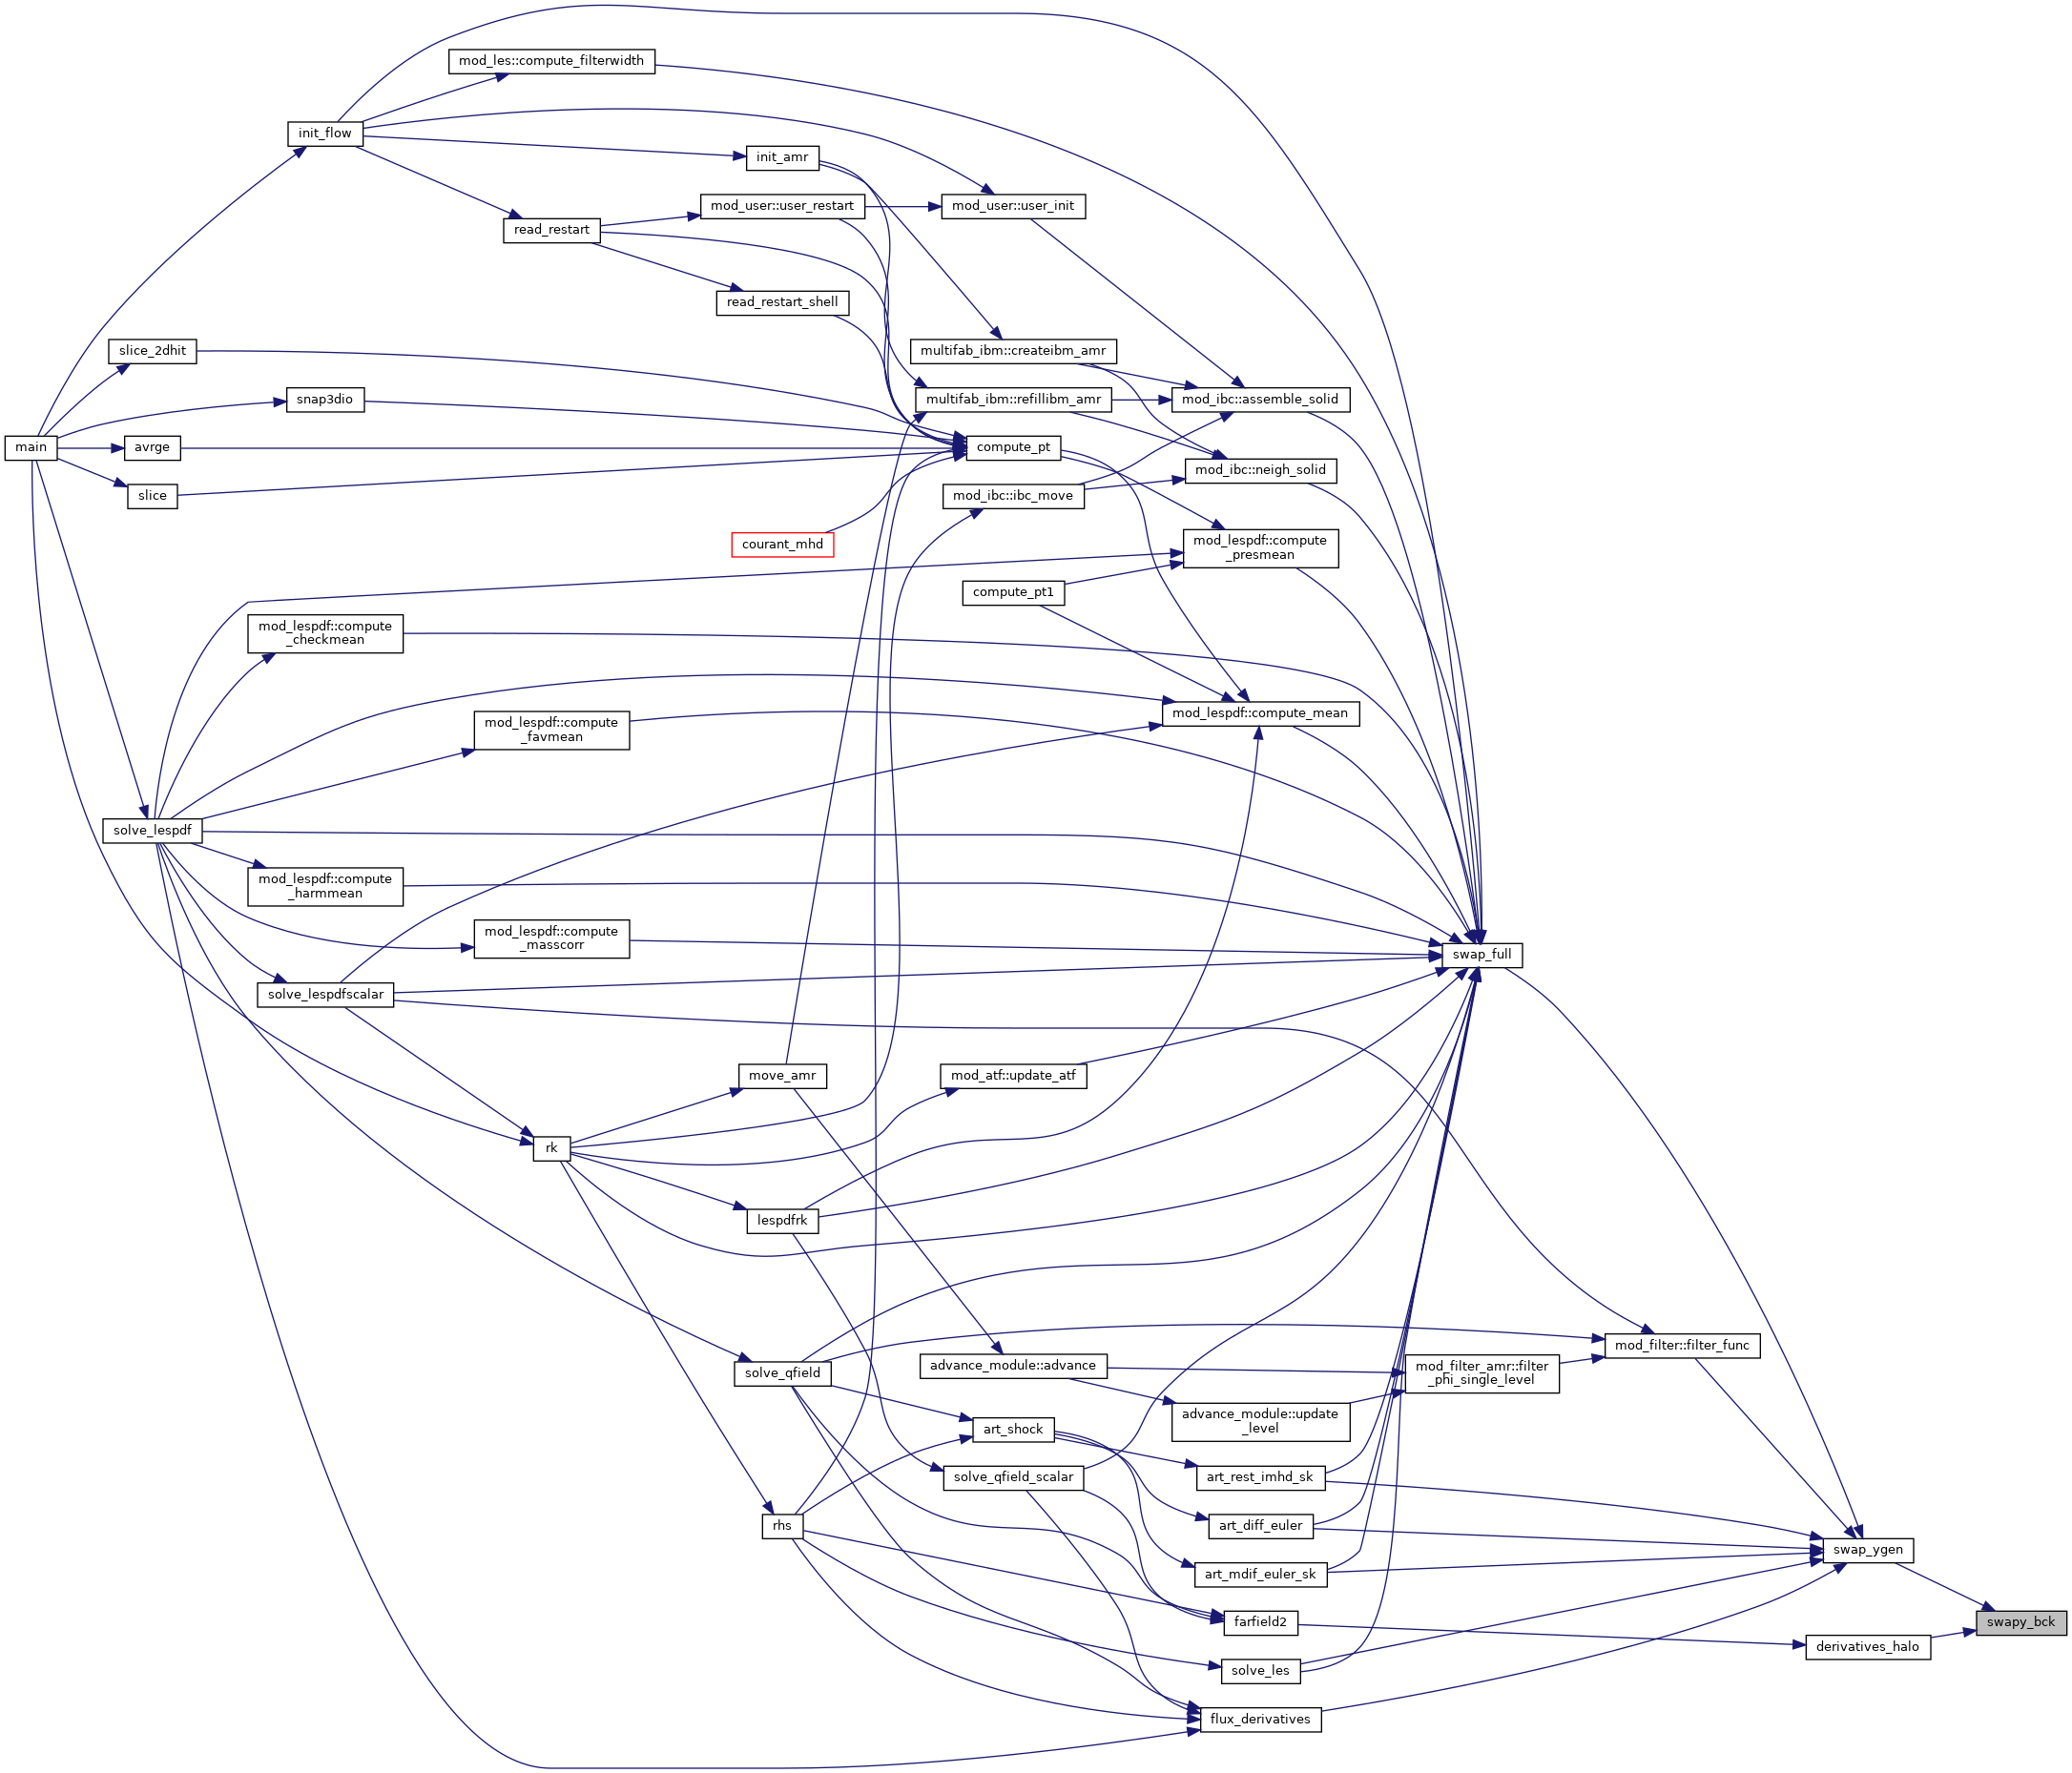 mod_les::compute_filterwidth
init_flow
init_amr
mod_user::user_restart
mod_user::user_init
read_restart
read_restart_shell
slice_2dhit
multifab_ibm::createibm_amr
snap3dio
multifab_ibm::refillibm_amr
mod_ibc::assemble_solid
main
avrge
compute_pt
mod_ibc::neigh_solid
slice
mod_ibc::ibc_move
courant_mhd
mod_lespdf::compute
_presmean
compute_pt1
mod_lespdf::compute
_checkmean
mod_lespdf::compute_mean
mod_lespdf::compute
_favmean
solve_lespdf
mod_lespdf::compute
_harmmean
mod_lespdf::compute
_masscorr
swap_full
solve_lespdfscalar
move_amr
mod_atf::update_atf
rk
lespdfrk
mod_filter::filter_func
solve_qfield
advance_module::advance
mod_filter_amr::filter
_phi_single_level
advance_module::update
_level
art_shock
solve_qfield_scalar
art_rest_imhd_sk
rhs
art_diff_euler
swap_ygen
art_mdif_euler_sk
farfield2
swapy_bck
derivatives_halo
solve_les
flux_derivatives